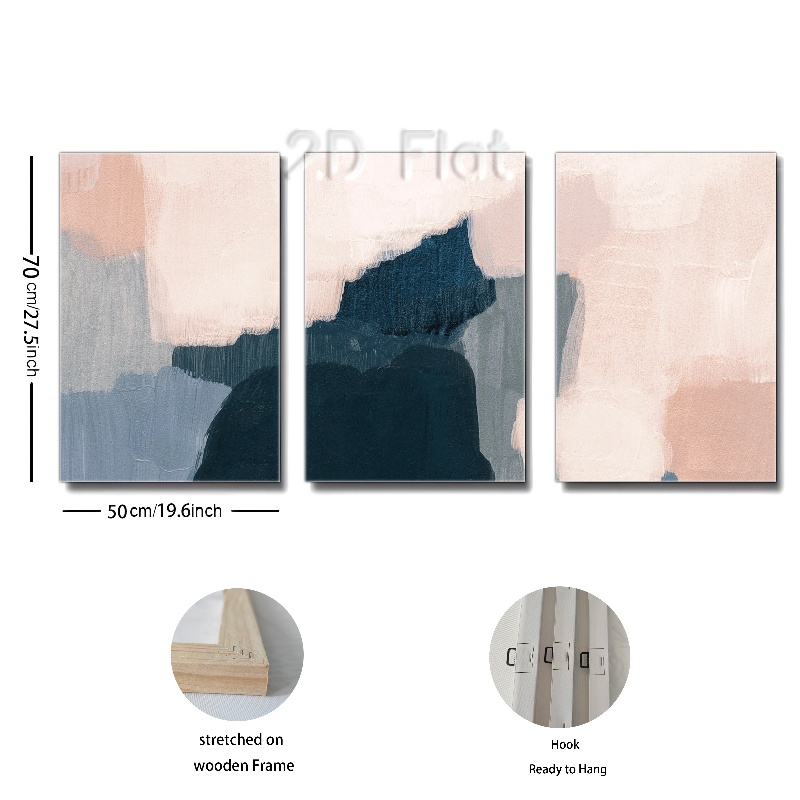 2D Flat
70 cm/27.5inch
50cm/19.6inch
stretched on
wooden Frame
Hook
Ready to Hang